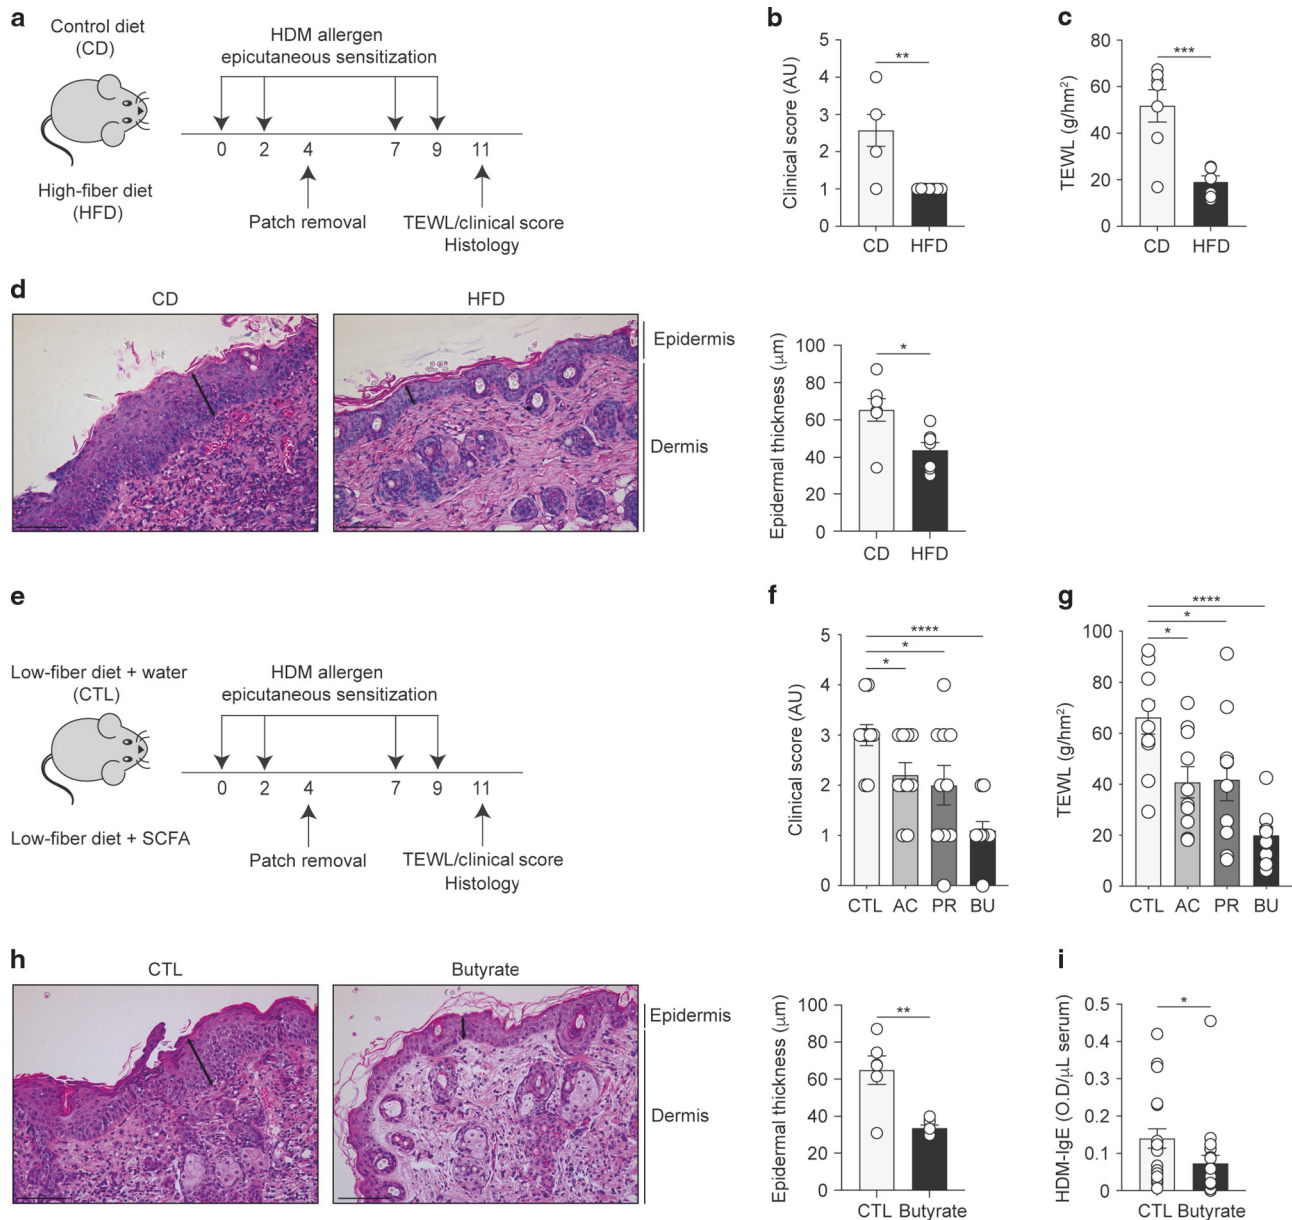 a
Control diet
(CD)
High-fiber diet
(HFD)
HDM allergen
epicutaneous sensitization
0 2 4 7 9 11
Patch removal
TEWL/clinical score
Histology
b
Clinical score (AU)
5
4
3
2
1
0
**
CD HFD
c
TEWL (g/hm²)
80
60
40
20
0
***
CD HFD
d
CD
HFD
Epidermis
Dermis
Epidermal thickness (μm)
100
80
60
40
20
0
*
CD HFD
e
Low-fiber diet + water
(CTL)
Low-fiber diet + SCFA
HDM allergen
epicutaneous sensitization
0 2 4 7 9 11
Patch removal
TEWL/clinical score
Histology
f
Clinical score (AU)
5
4
3
2
1
0
****
*
*
CTL AC PR BU
g
TEWL (g/hm²)
100
80
60
40
20
0
****
*
*
CTL AC PR BU
h
CTL
Butyrate
Epidermis
Dermis
Epidermal thickness (μm)
100
80
60
40
20
0
**
CTL Butyrate
i
HDM-IgE (O.D/μL serum)
0.5
0.4
0.3
0.2
0.1
0
*
CTL Butyrate